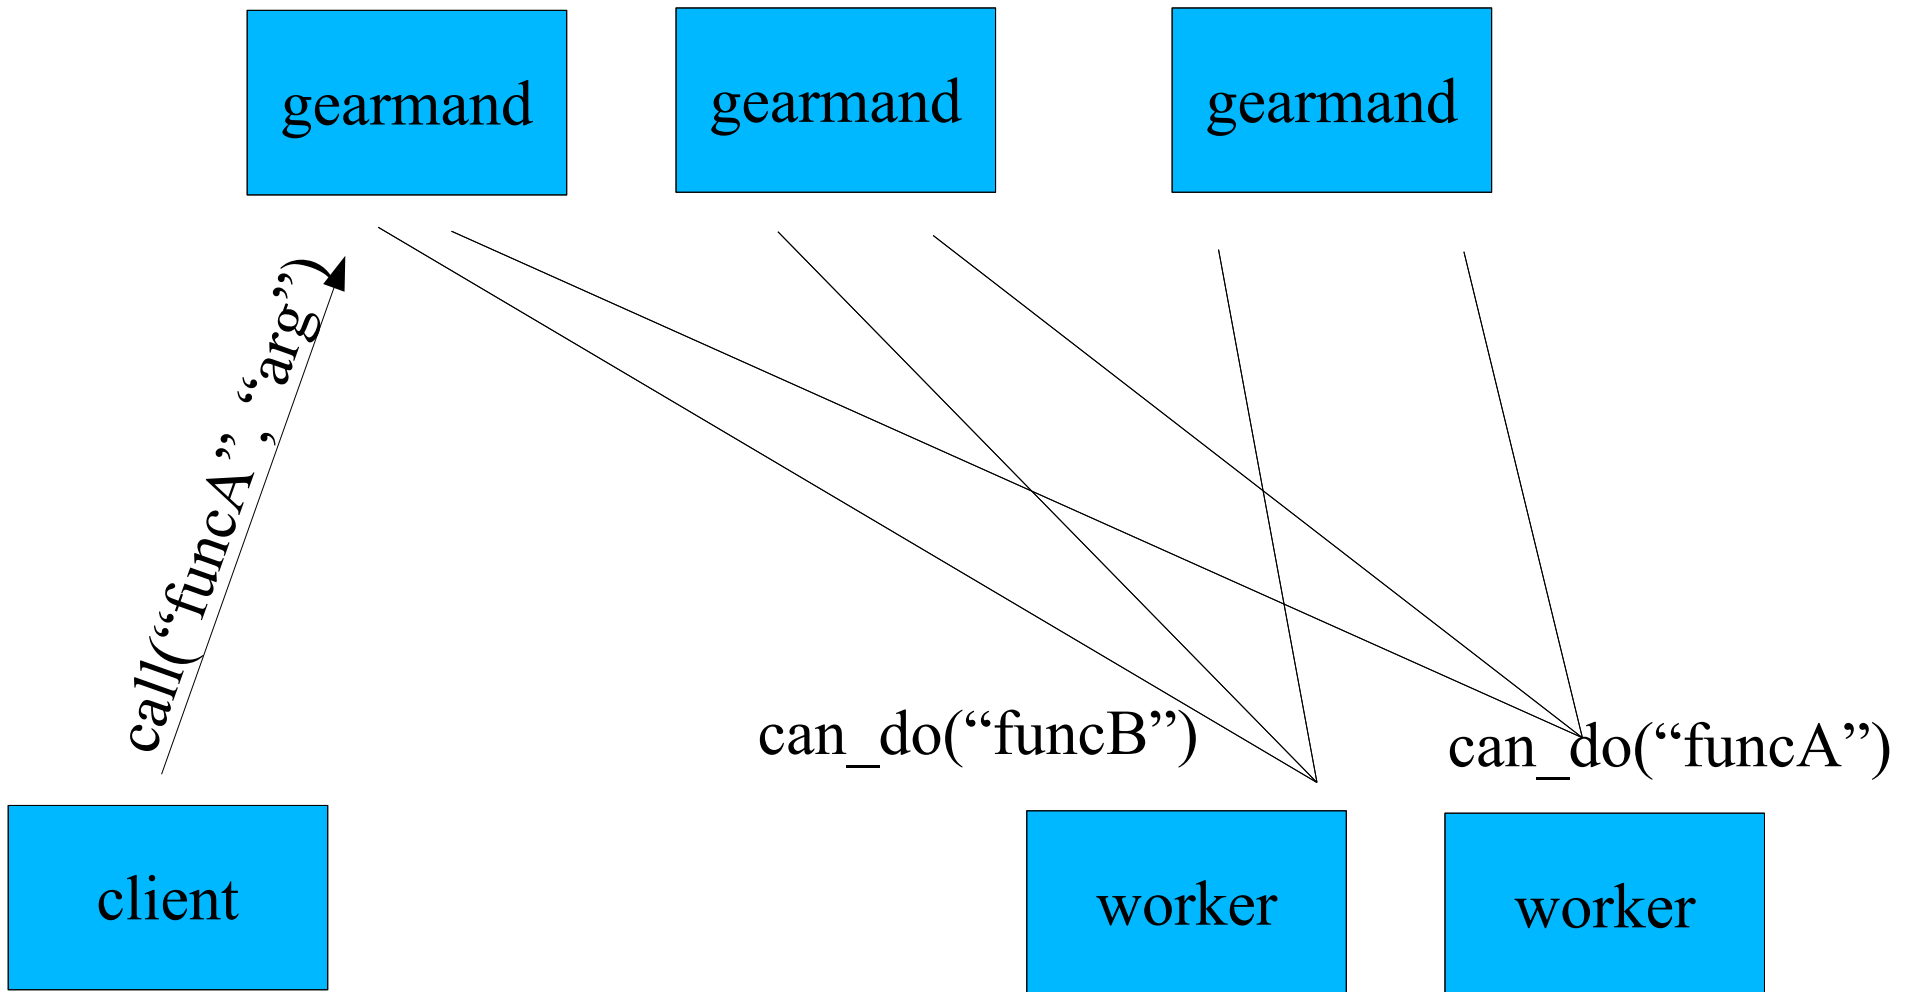 gearmand
gearmand
gearmand
call(“funcA”, “arg”)
can_do(“funcB”)
can_do(“funcA”)
client
worker
worker